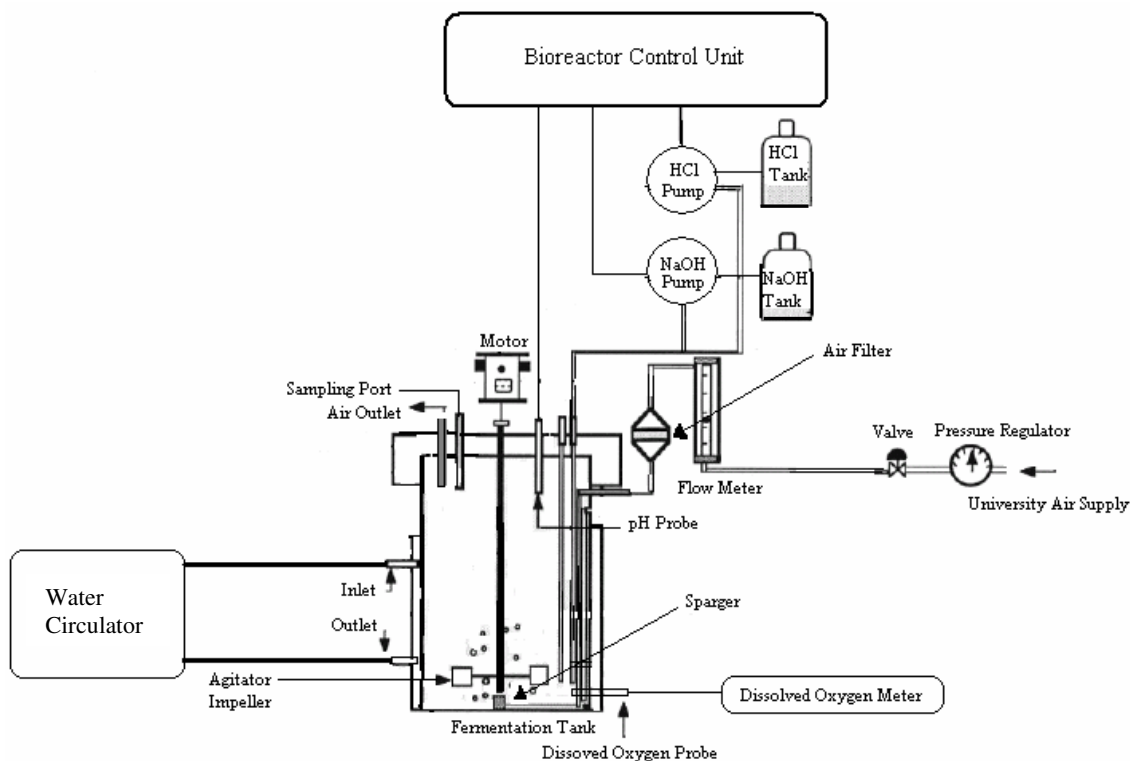 Bioreactor Control Unit
HCl
Pump
HCl
Tank
NaOH
Pump
NaOH
Tank
Motor
Air Filter
Sampling Port
Air Outlet
Valve
Pressure Regulator
Flow Meter
University Air Supply
pH Probe
Water
Circulator
Inlet
Outlet
Sparger
Agitator
Impeller
Dissolved Oxygen Meter
Fermentation Tank
Dissoved Oxygen Probe